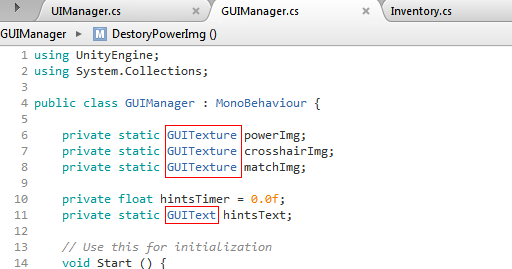 UIManager.cs × GUIManager.cs × Inventory.cs
GUIManager ▸ M DestoryPowerImg ()
1 using UnityEngine;
2 using System.Collections;
3
4 public class GUIManager : MonoBehaviour {
5
6 private static GUITexture powerImg;
7 private static GUITexture crosshairImg;
8 private static GUITexture matchImg;
9
10 private float hintsTimer = 0.0f;
11 private static GUIText hintsText;
12
13 // Use this for initialization
14 void Start () {